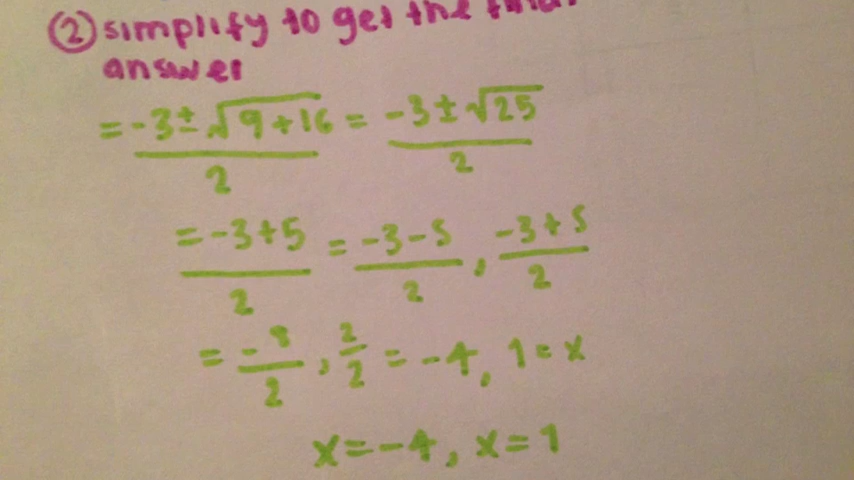 ② simplify to get the final
answer
= -3±√9+16 / 2 = -3±√25 / 2
= -3+5 / 2 = -3-5 / 2 , -3+5 / 2
= -8/2 , 2/2 = -4, 1 = x
x=-4, x=1